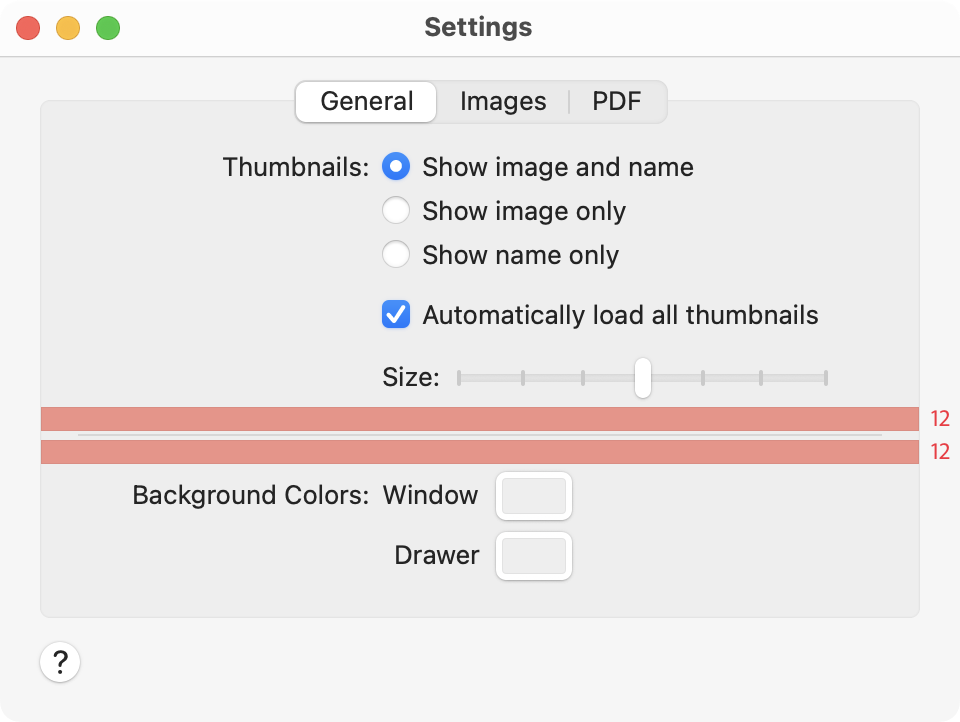 Settings
General Images PDF
Thumbnails: Show image and name
Show image only
Show name only
Automatically load all thumbnails
Size:
12
12
Background Colors: Window
Drawer
?